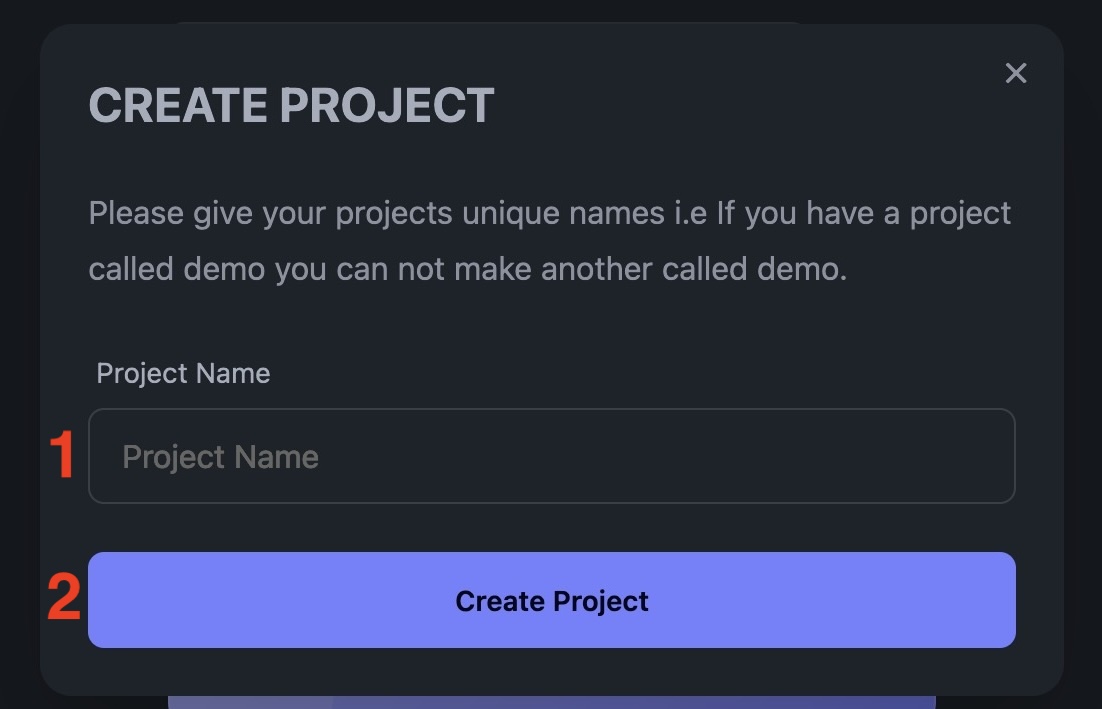 CREATE PROJECT
Please give your projects unique names i.e If you have a project
called demo you can not make another called demo.
Project Name
1 Project Name
2 Create Project